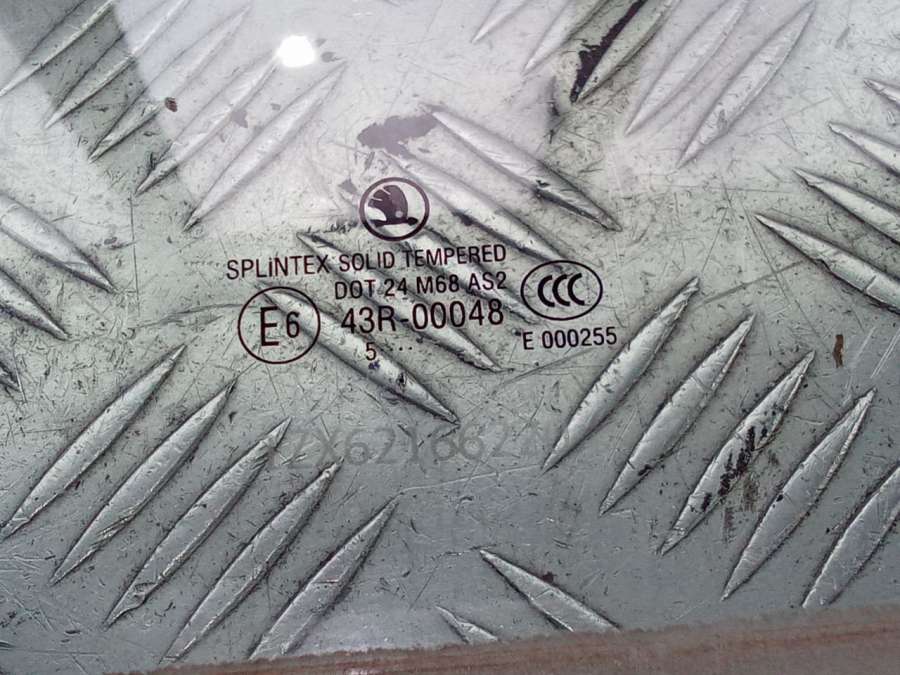 SPLiNTEX SOLID TEMPERED
DOT 24 M68 AS2
CCC
E6
43R-00048
E 000255
5....